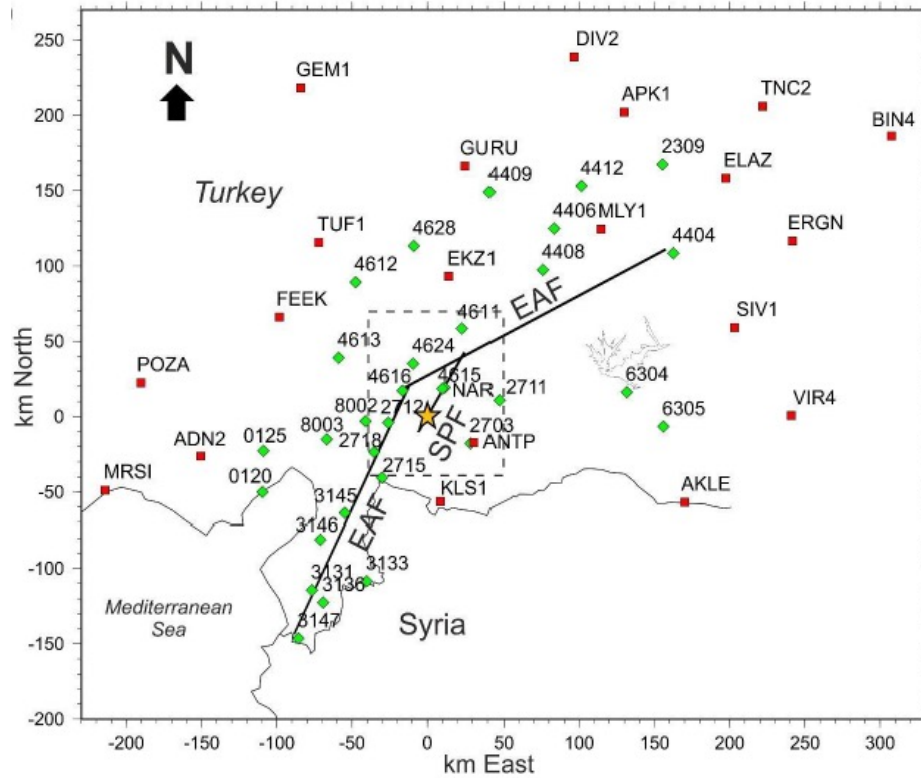 250
200
150
100
50
0
-50
-100
-150
-200
km North
N
DIV2
GEM1
APK1
TNC2
BIN4
GURU
4409
4412
2309
ELAZ
Turkey
TUF1
4628
4406
MLY1
4404
ERGN
4612
EKZ1
4408
FEEK
EAF
4611
SIV1
4613
4624
POZA
4616
4615
NAR
2711
6304
8002
2712
8003
SPF
2703
6305
VIR4
0125
2718
ANTP
ADN2
MRSI
0120
2715
KLS1
AKLE
3145
EAF
3146
3131
3136
3133
Mediterranean
Sea
3147
Syria
-200 -150 -100 -50 0 50 100 150 200 250 300
km East